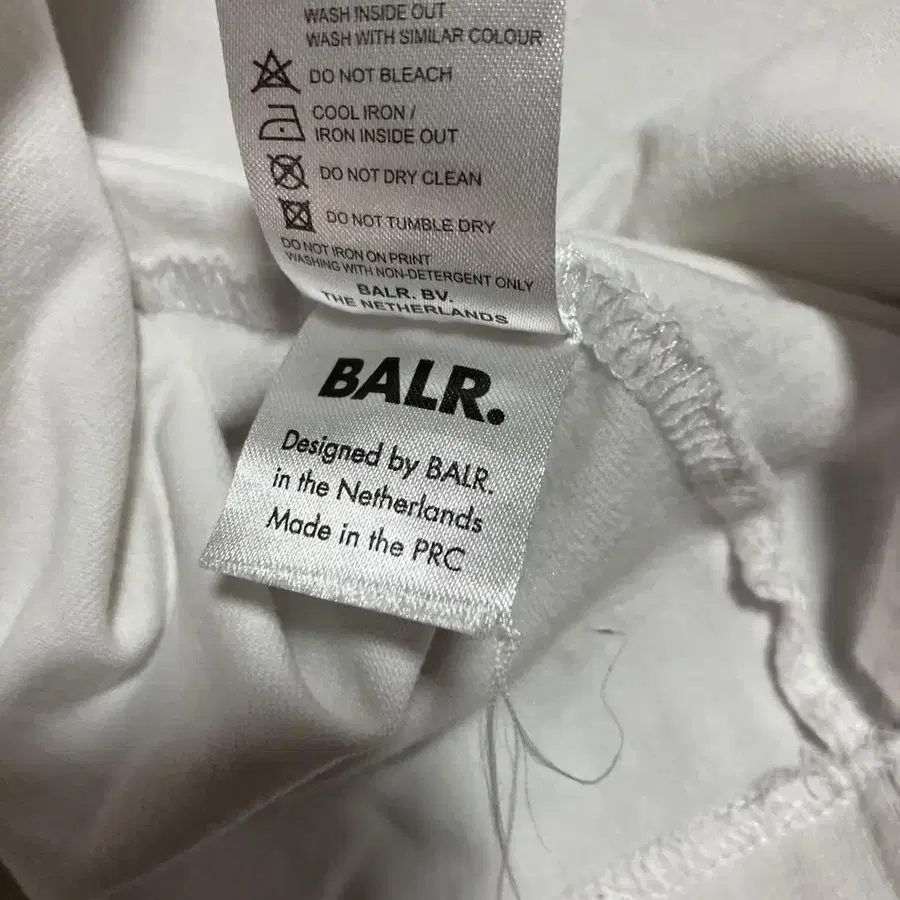 WASH INSIDE OUT
WASH WITH SIMILAR COLOUR
DO NOT BLEACH
COOL IRON /
IRON INSIDE OUT
DO NOT DRY CLEAN
DO NOT TUMBLE DRY
DO NOT IRON ON PRINT
WASHING WITH NON-DETERGENT ONLY
BALR. BV.
THE NETHERLANDS
BALR.
Designed by BALR.
in the Netherlands
Made in the PRC